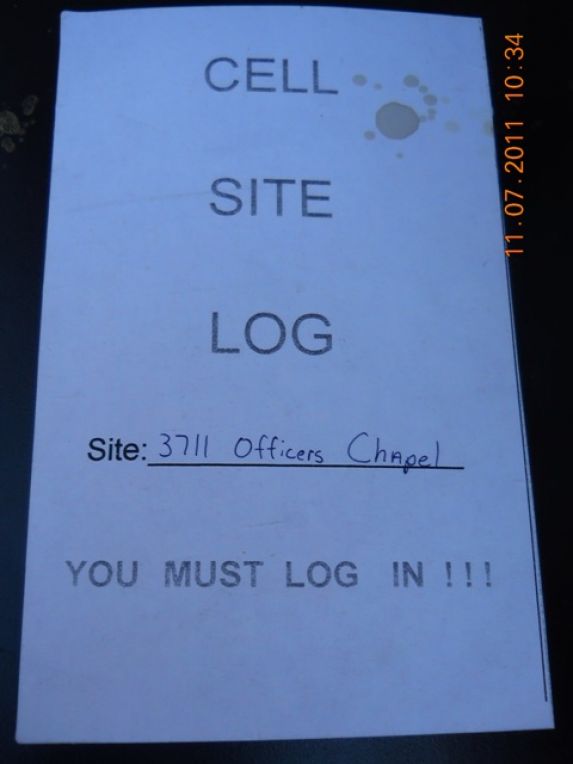 CELL
SITE
LOG
Site: 3711 Officers Chapel
YOU MUST LOG IN !!!
11.07.2011 10:34